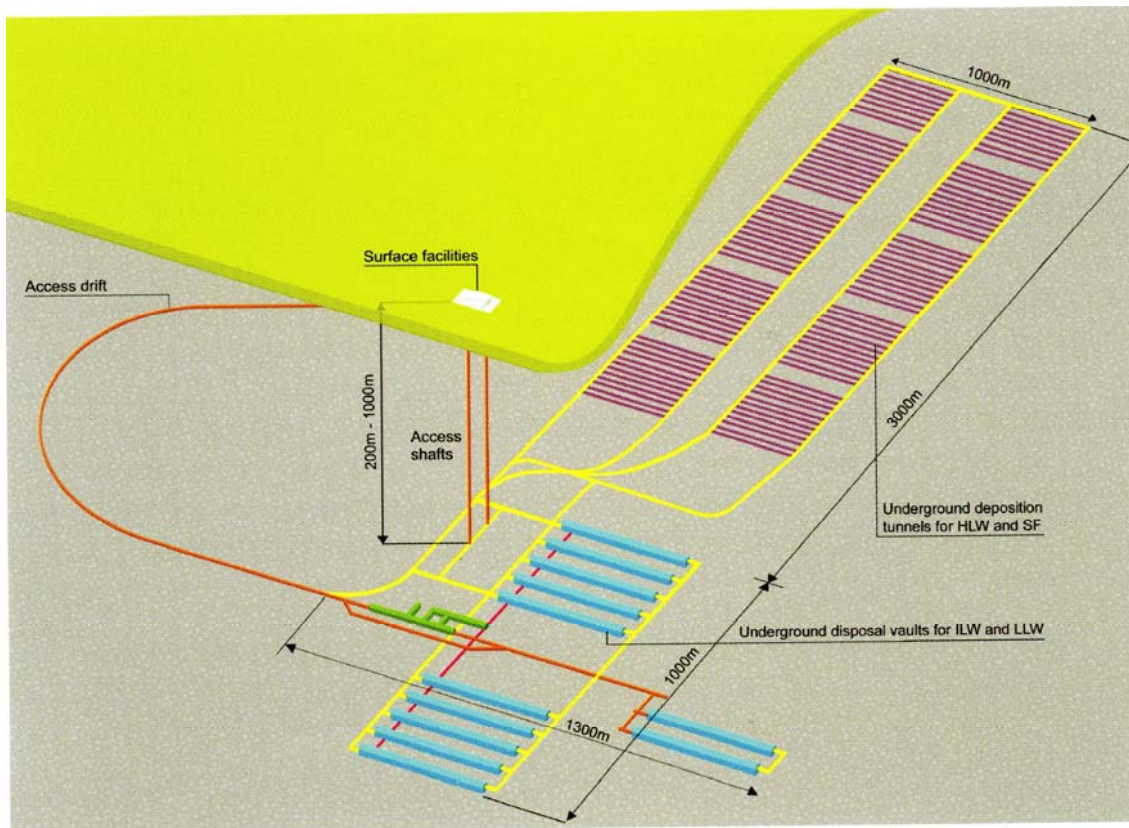 1000m
Surface facilities
Access drift
200m - 1000m
Access
shafts
3000m
Underground deposition
tunnels for HLW and SF
Underground disposal vaults for ILW and LLW
1000m
1300m